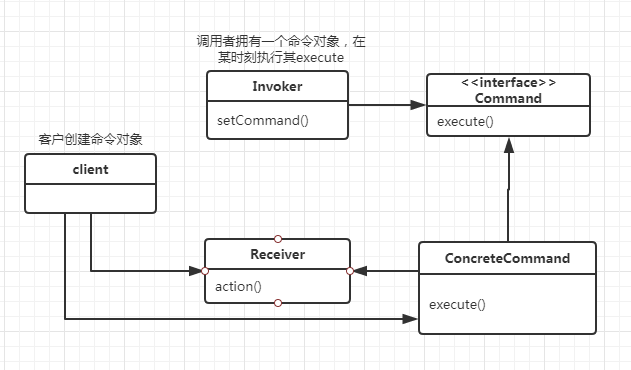 调用者拥有一个命令对象，在
某时刻执行其execute
Invoker
setCommand()
<<interface>>
Command
execute()
客户创建命令对象
client
Receiver
action()
ConcreteCommand
execute()